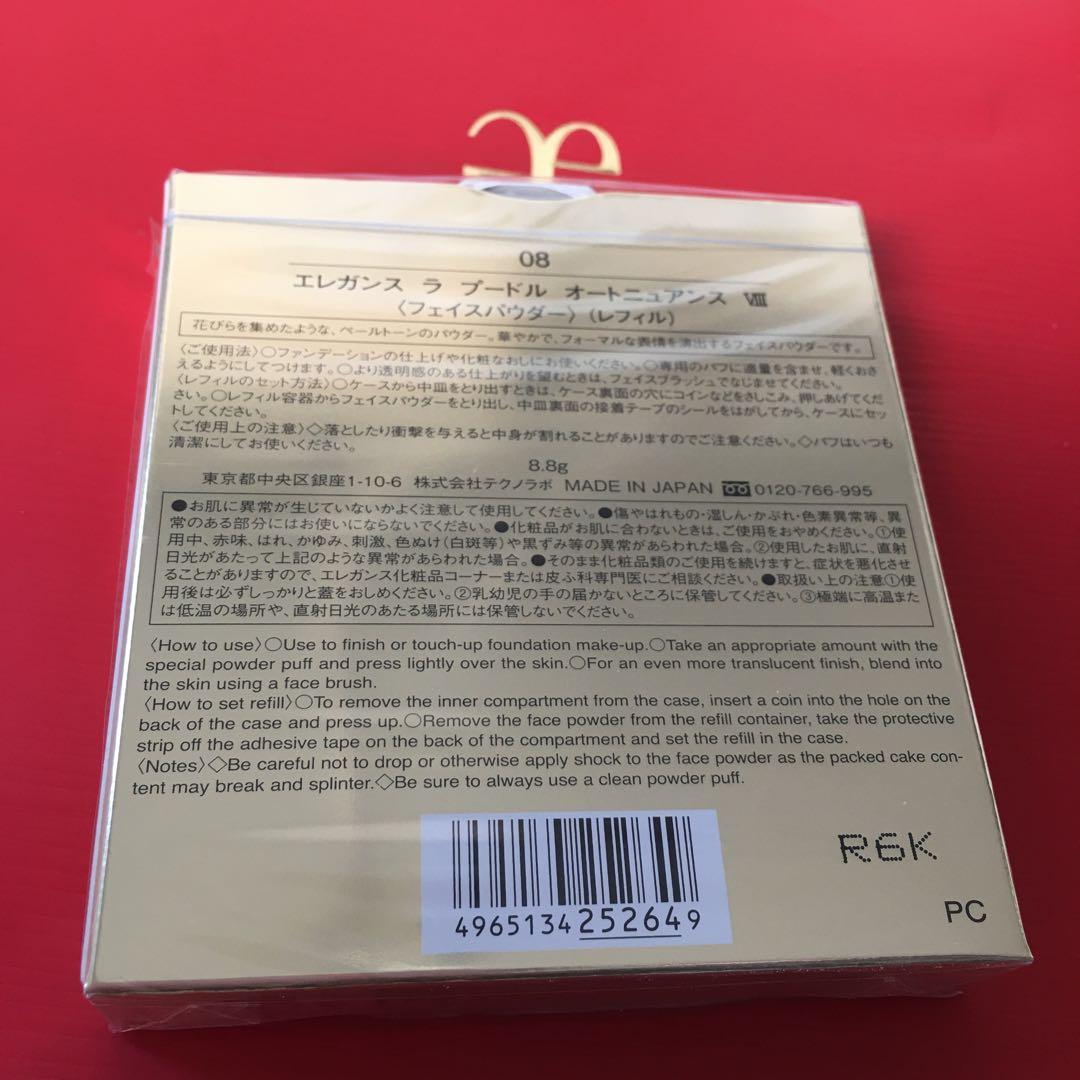 08
エレガンス ラ プードル オートニュアンス Ⅷ
〈フェイスパウダー〉(レフィル)
花びらを集めたような、ペールトーンのパウダー。華やかで、フォーマルな表情を演出するフェイスパウダーです。
〈ご使用法〉○ファンデーションの仕上げや化粧なおしにお使いください。○専用のパフに適量を含ませ、軽くおさ
えるようにしてつけます。○より透明感のある仕上がりを望むときは、フェイスブラッシュでなじませてください。
〈レフィルのセット方法〉○ケースから中皿をとり出すときは、ケース裏面の穴にコインなどをさしこみ、押しあげてくだ
さい。○レフィル容器からフェイスパウダーをとり出し、中皿裏面の接着テープのシールをはがしてから、ケースにセッ
トしてください。
〈ご使用上の注意〉◇落としたり衝撃を与えると中身が割れることがありますのでご注意ください。◇パフはいつも
清潔にしてお使いください。
8.8g
東京都中央区銀座1-10-6 株式会社テクノラボ MADE IN JAPAN 0120-766-995
●お肌に異常が生じていないかよく注意して使用してください。●傷やはれもの・湿しん・かぶれ・色素異常等、異
常のある部分にはお使いにならないでください。●化粧品がお肌に合わないときは、ご使用をおやめください。①使
用中、赤味、はれ、かゆみ、刺激、色ぬけ(白斑等)や黒ずみ等の異常があらわれた場合。②使用したお肌に、直射
日光があたって上記のような異常があらわれた場合。●そのまま化粧品類のご使用を続けますと、症状を悪化させ
ることがありますので、エレガンス化粧品コーナーまたは皮ふ科専門医にご相談ください。●取扱い上の注意①使
用後は必ずしっかりと蓋をおしめください。②乳幼児の手の届かないところに保管してください。③極端に高温また
は低温の場所や、直射日光のあたる場所には保管しないでください。
〈How to use〉○Use to finish or touch-up foundation make-up.○Take an appropriate amount with the
special powder puff and press lightly over the skin.○For an even more translucent finish, blend into
the skin using a face brush.
〈How to set refill〉○To remove the inner compartment from the case, insert a coin into the hole on the
back of the case and press up.○Remove the face powder from the refill container, take the protective
strip off the adhesive tape on the back of the compartment and set the refill in the case.
〈Notes〉◇Be careful not to drop or otherwise apply shock to the face powder as the packed cake con-
tent may break and splinter.◇Be sure to always use a clean powder puff.
4965134252649
R6K
PC